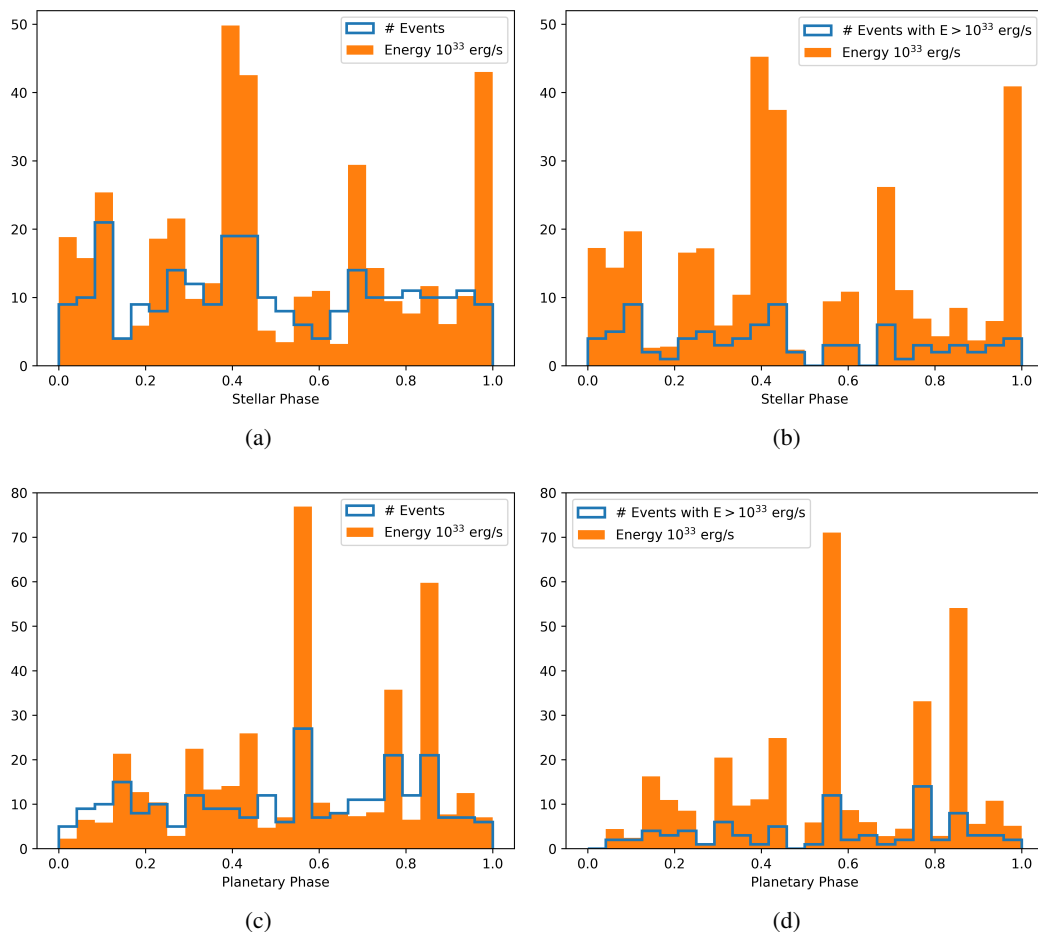 50
40
30
20
10
0
# Events
Energy 10³³ erg/s
0.0 0.2 0.4 0.6 0.8 1.0
Stellar Phase
(a)
50
40
30
20
10
0
# Events with E > 10³³ erg/s
Energy 10³³ erg/s
0.0 0.2 0.4 0.6 0.8 1.0
Stellar Phase
(b)
80
70
60
50
40
30
20
10
0
# Events
Energy 10³³ erg/s
0.0 0.2 0.4 0.6 0.8 1.0
Planetary Phase
(c)
80
70
60
50
40
30
20
10
0
# Events with E > 10³³ erg/s
Energy 10³³ erg/s
0.0 0.2 0.4 0.6 0.8 1.0
Planetary Phase
(d)